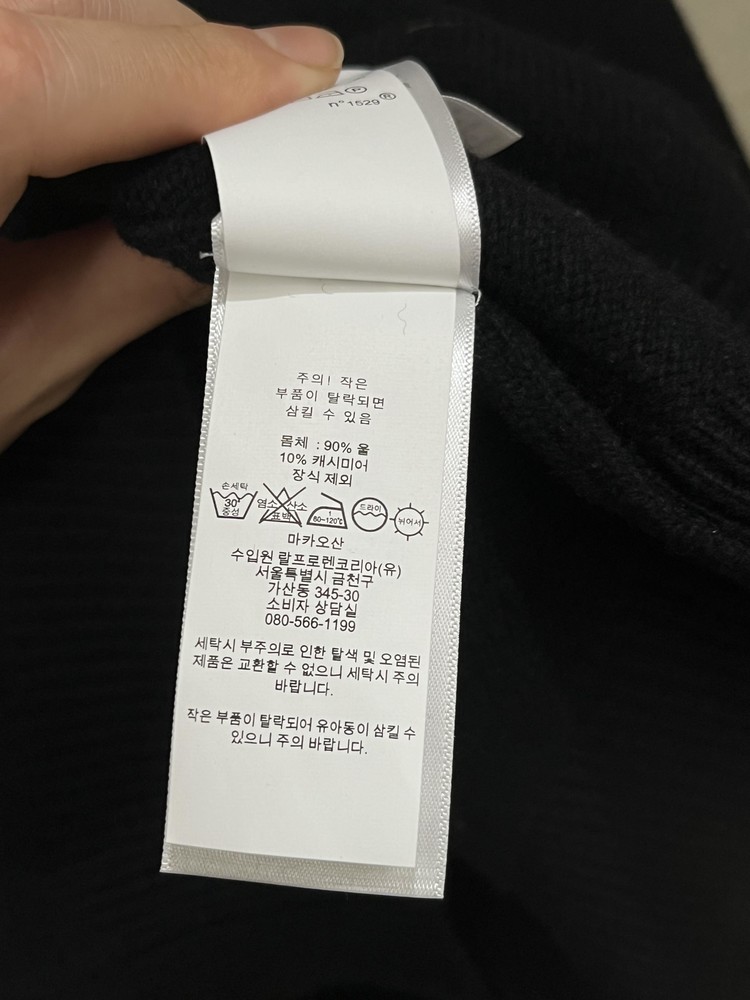 n°1529®
주의! 작은
부품이 탈락되면
삼킬 수 있음
몸체 : 90% 울
10% 캐시미어
장식 제외
손세탁
30°
중성
염소 산소
표백
60~120℃
드라이
뉘어서
마카오산
수입원 랄프로렌코리아(유)
서울특별시 금천구
가산동 345-30
소비자 상담실
080-566-1199
세탁시 부주의로 인한 탈색 및 오염된
제품은 교환할 수 없으니 세탁시 주의
바랍니다.
작은 부품이 탈락되어 유아동이 삼킬 수
있으니 주의 바랍니다.